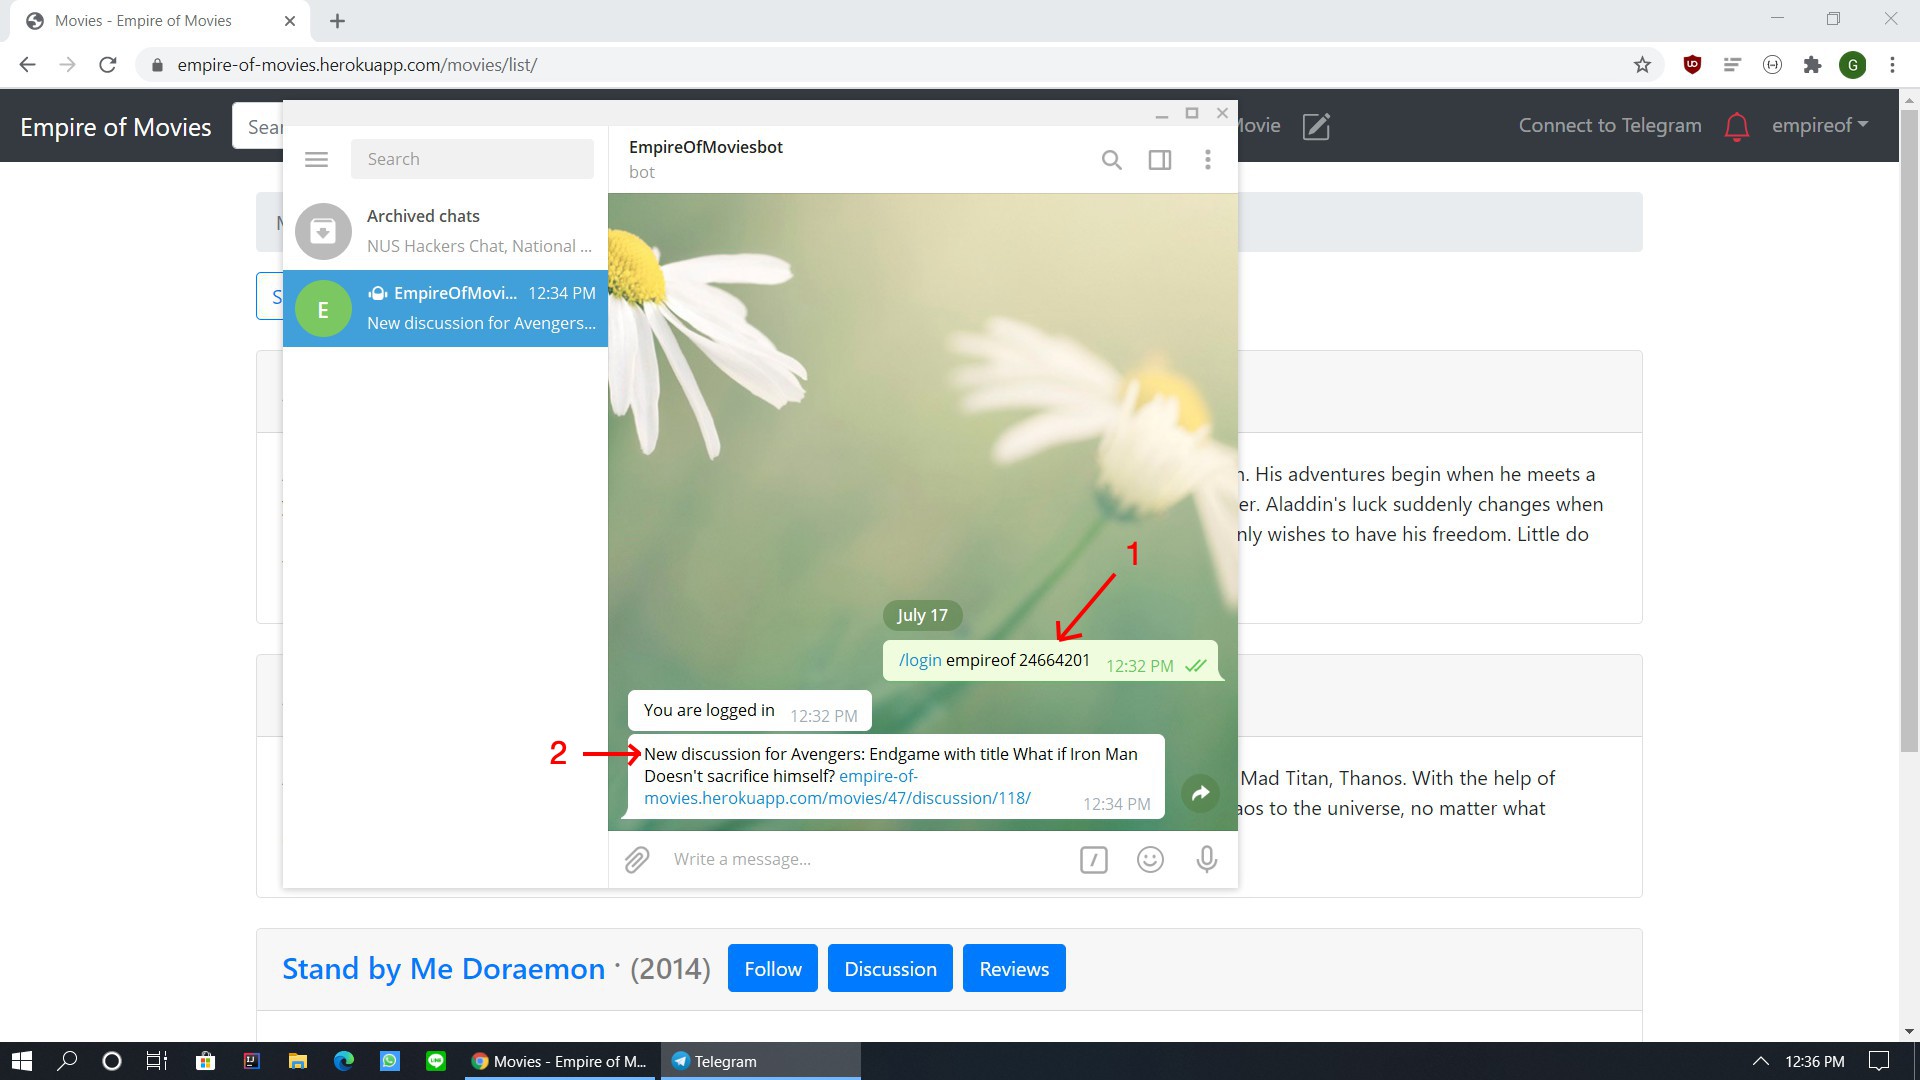 Movies - Empire of Movies
empire-of-movies.herokuapp.com/movies/list/
G
Empire of Movies
Sear
Movie
Connect to Telegram
empireof
Search
EmpireOfMoviesbot
bot
Archived chats
NUS Hackers Chat, National ...
E
EmpireOfMovi... 12:34 PM
New discussion for Avengers...
. His adventures begin when he meets a
er. Aladdin's luck suddenly changes when
nly wishes to have his freedom. Little do
1
July 17
/login empireof 24664201 12:32 PM
You are logged in 12:32 PM
2
New discussion for Avengers: Endgame with title What if Iron Man
Doesn't sacrifice himself? empire-of-
movies.herokuapp.com/movies/47/discussion/118/ 12:34 PM
Mad Titan, Thanos. With the help of
aos to the universe, no matter what
Write a message...
Stand by Me Doraemon · (2014) Follow Discussion Reviews
Movies - Empire of M...
Telegram
12:36 PM